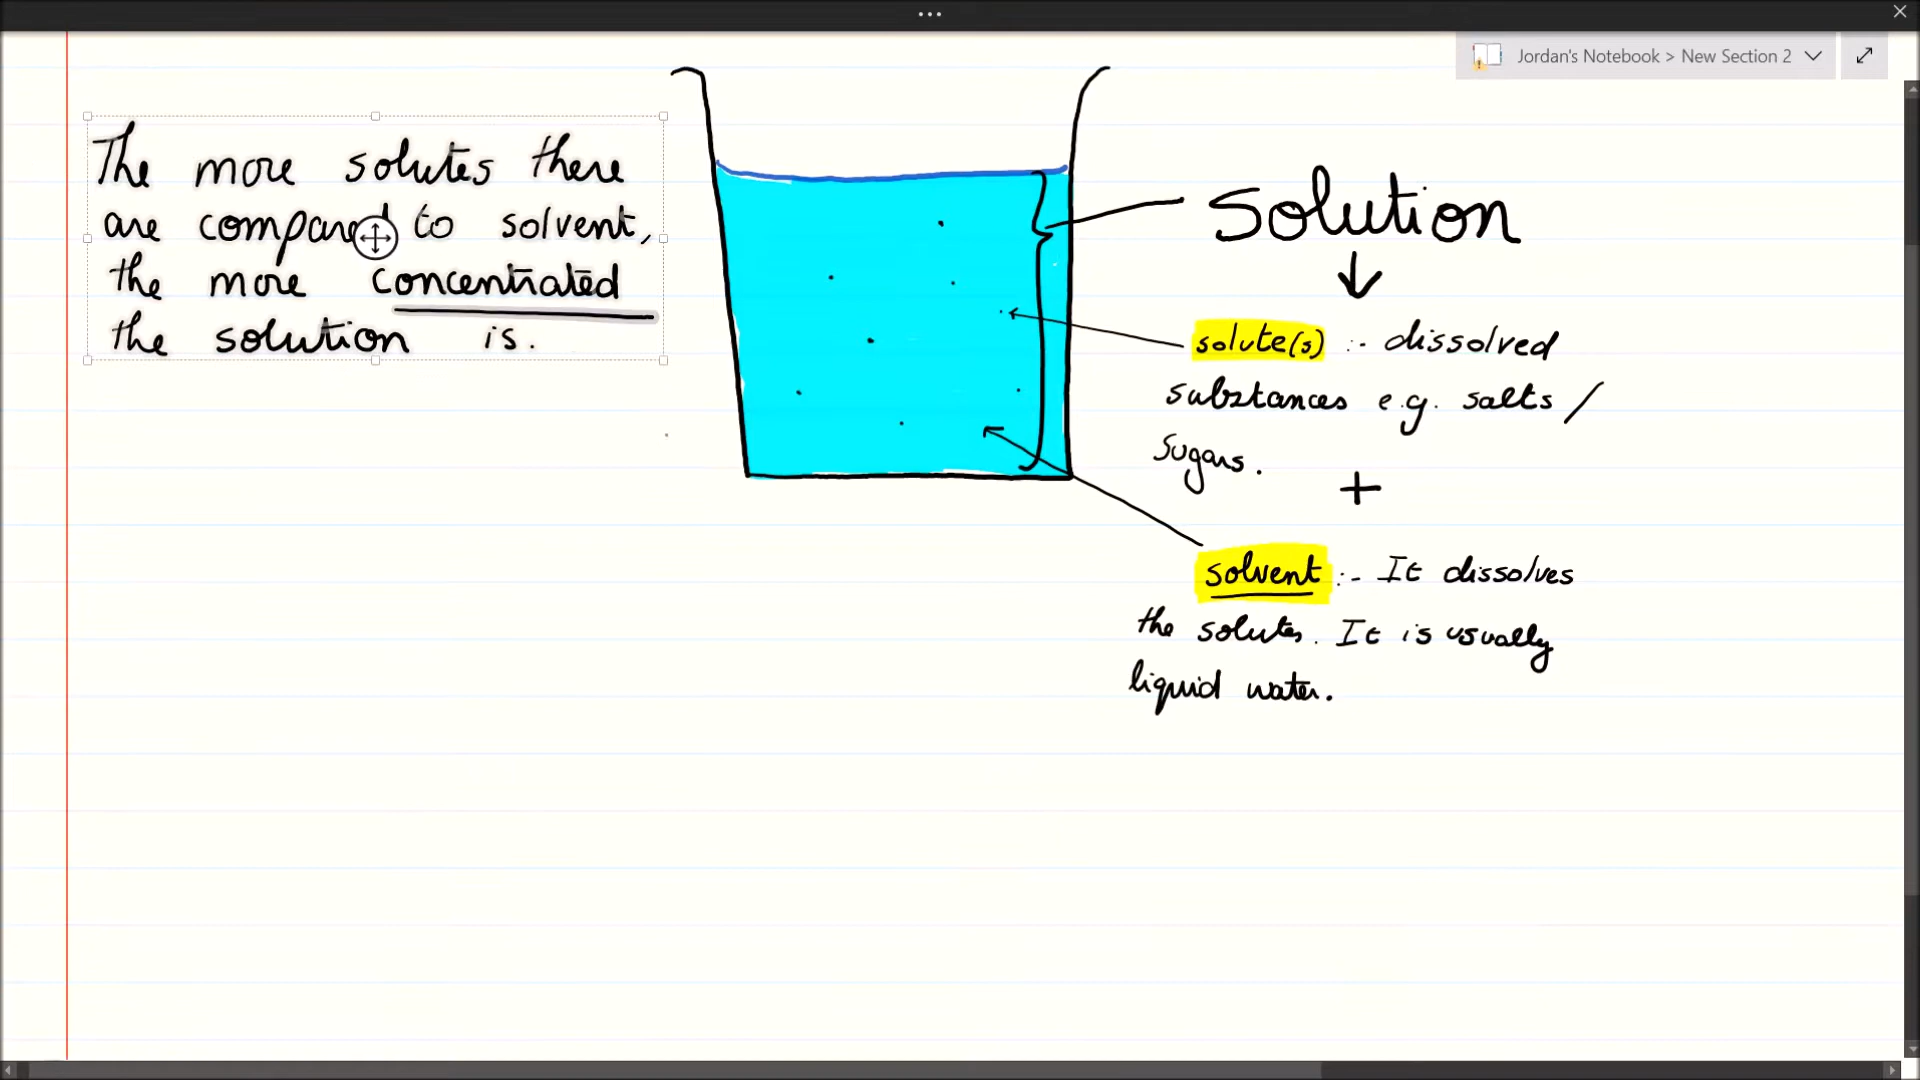 Jordan's Notebook > New Section 2
The more solutes there
are compared to solvent,
the more concentrated
the solution is.
Solution
solute(s) :- dissolved
substances e.g. salts /
sugars.
+
solvent :- It dissolves
the solutes. It is usually
liquid water.